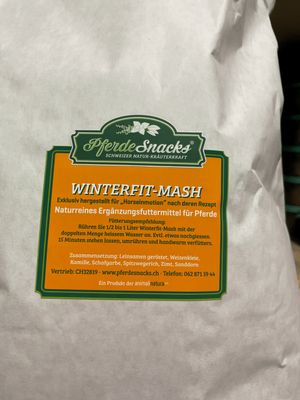 PferdeSnacks®
SCHWEIZER NATUR-KRÄUTERKRAFT
WINTERFIT-MASH
Exklusiv hergestellt für „Horseinmotion" nach deren Rezept
Naturreines Ergänzungsfuttermittel für Pferde
Fütterungsempfehlung:
Rühren Sie 1/2 bis 1 Liter Winterfit-Mash mit der
doppelten Menge heissem Wasser an. Evtl. etwas nachgiessen.
15 Minuten stehen lassen, umrühren und handwarm verfüttern.
Zusammensetzung: Leinsamen geröstet, Weizenkleie,
Kamille, Schafgarbe, Spitzwegerich, Zimt, Sanddorn
Vertrieb: CH32819 · www.pferdesnacks.ch · Telefon: 062 871 19 44
Ein Produkt der animalnatura